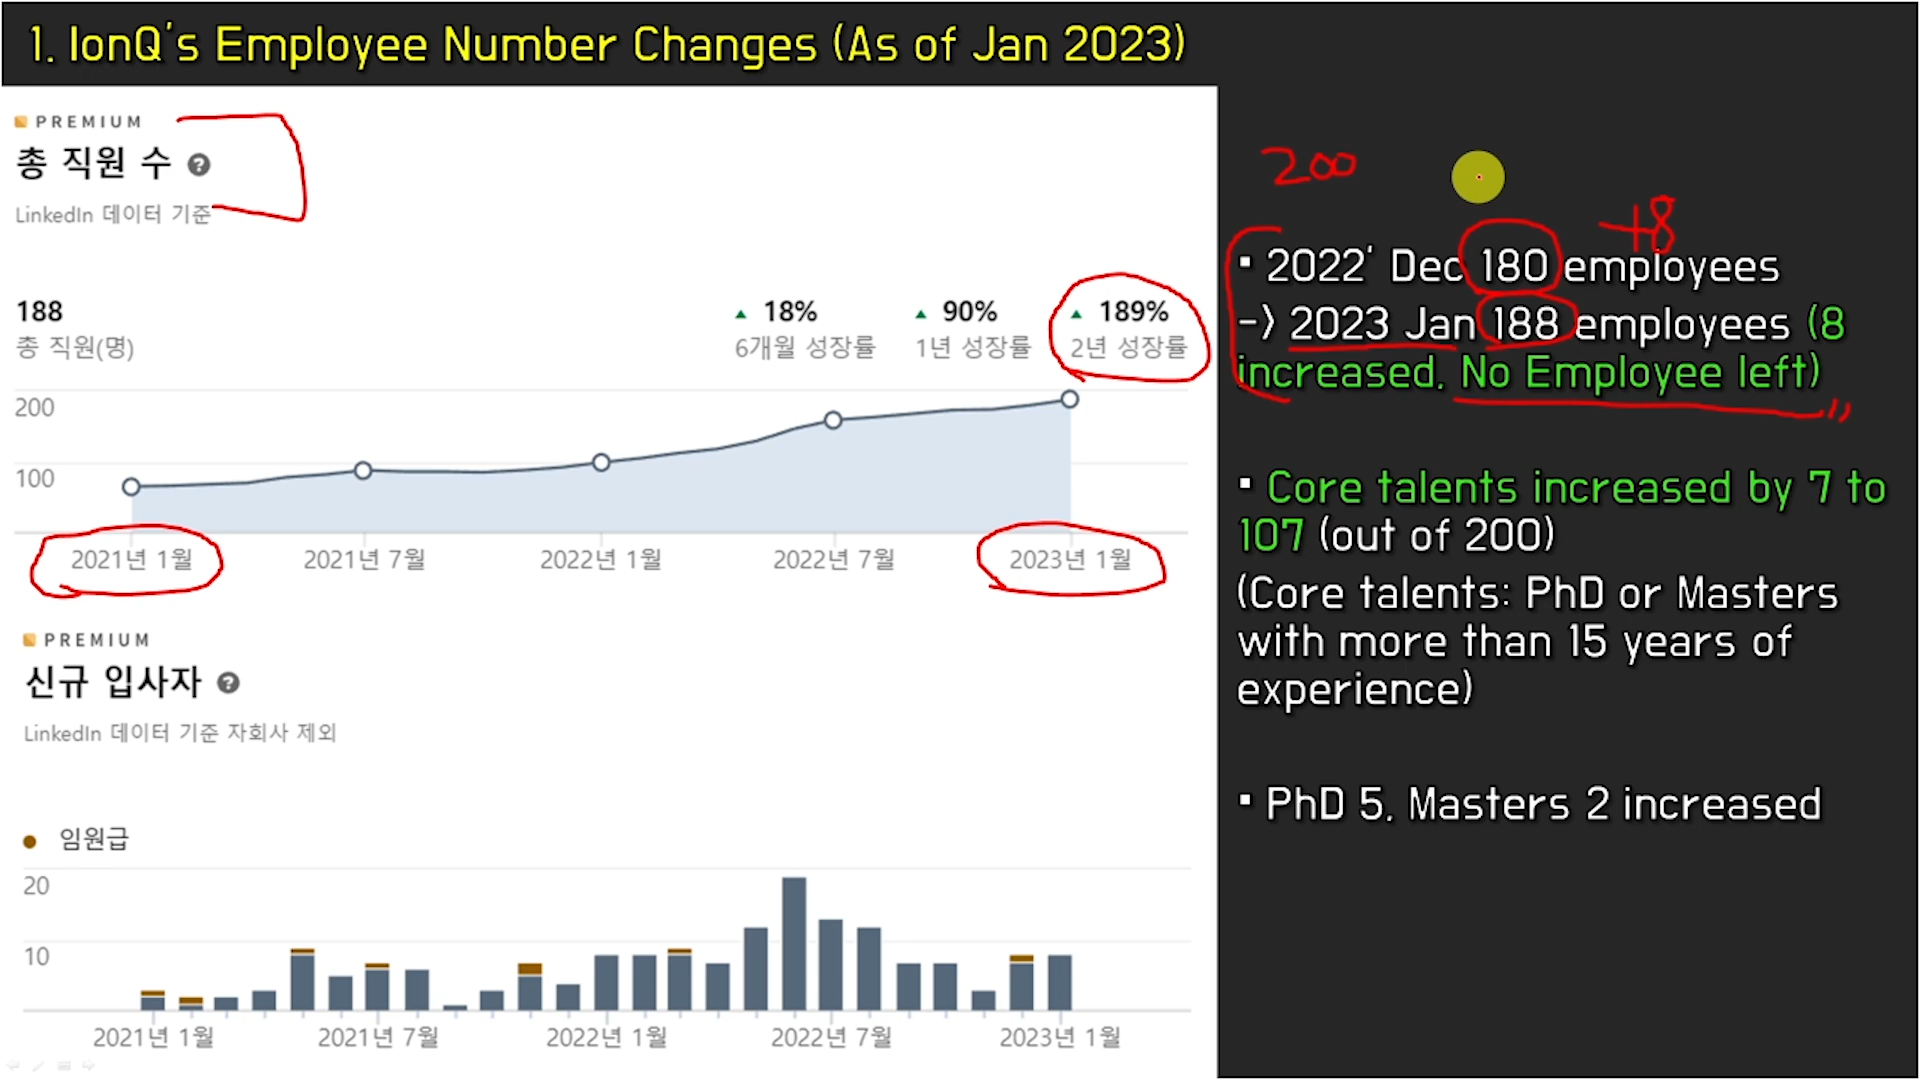 1. IonQ's Employee Number Changes (As of Jan 2023)
PREMIUM
총 직원 수 ?
LinkedIn 데이터 기준
188
총 직원(명)
▲ 18%
6개월 성장률
▲ 90%
1년 성장률
▲ 189%
2년 성장률
200
100
2021년 1월
2021년 7월
2022년 1월
2022년 7월
2023년 1월
PREMIUM
신규 입사자 ?
LinkedIn 데이터 기준 자회사 제외
임원급
20
10
2021년 1월
2021년 7월
2022년 1월
2022년 7월
2023년 1월
200
+8
▪ 2022' Dec 180 employees
-> 2023 Jan 188 employees (8
increased, No Employee left)
▪ Core talents increased by 7 to
107 (out of 200)
(Core talents: PhD or Masters
with more than 15 years of
experience)
▪ PhD 5, Masters 2 increased